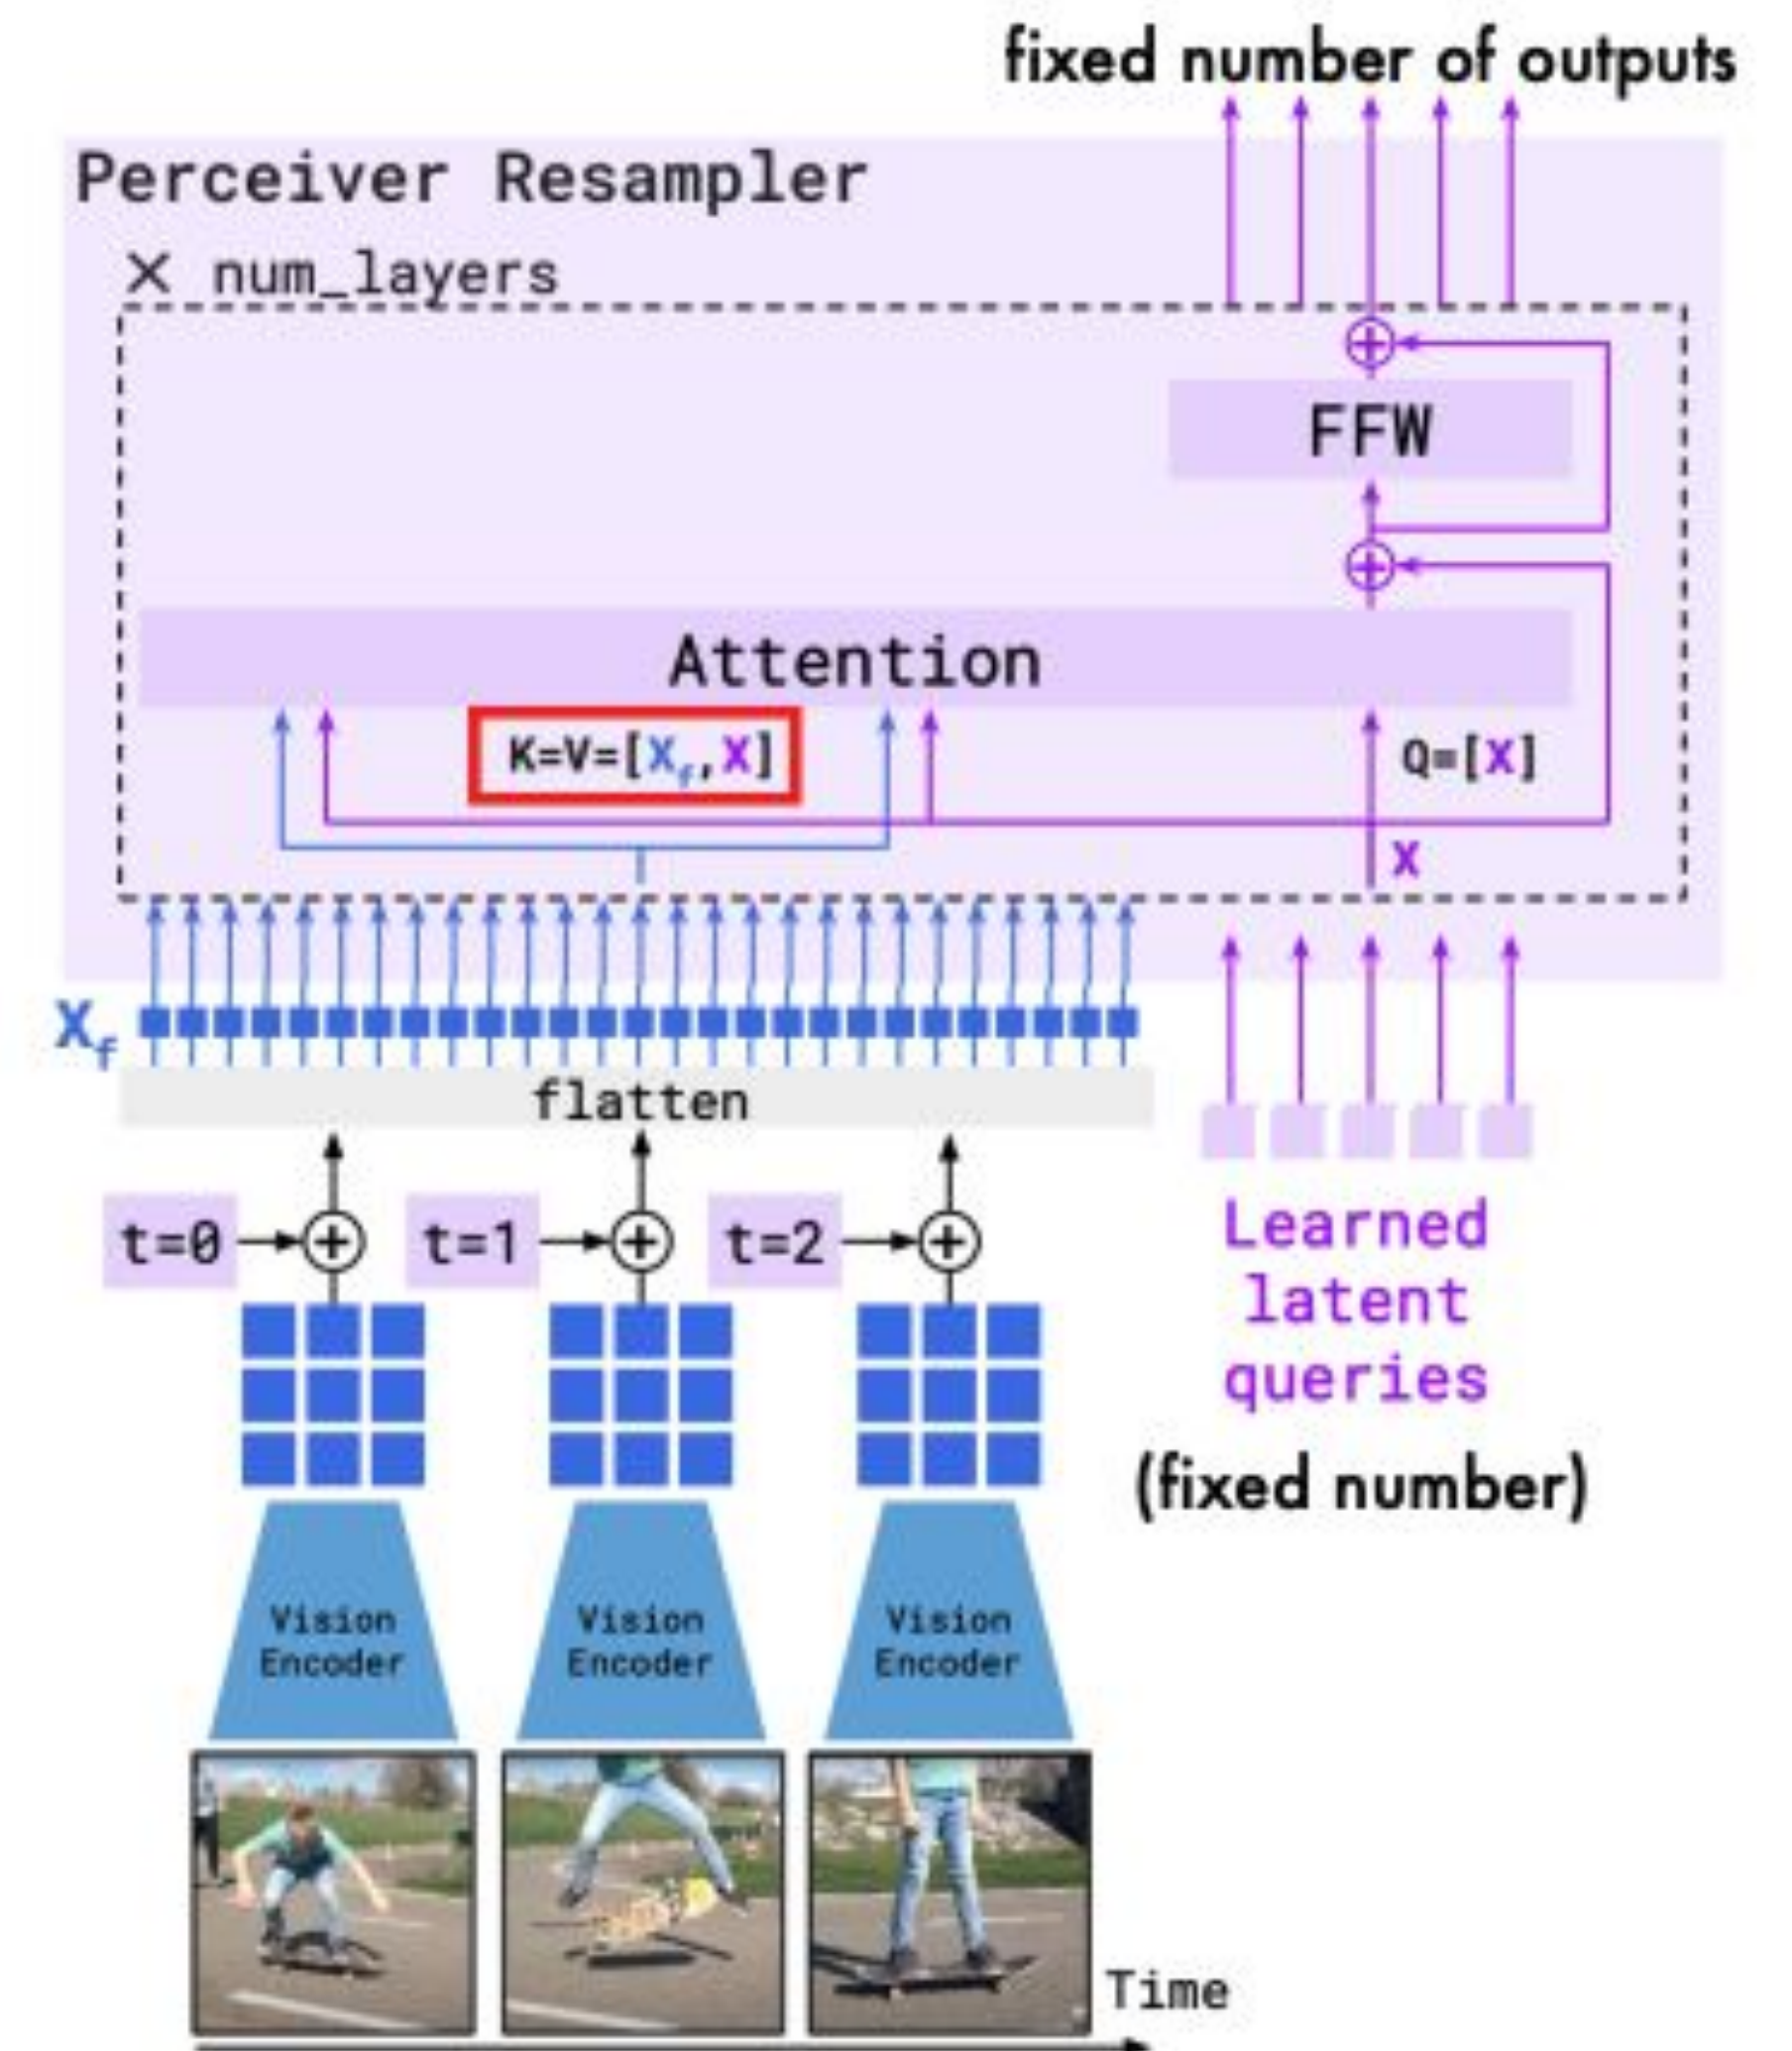 fixed number of outputs
Perceiver Resampler
× num_layers
FFW
Attention
K=V=[Xf,X]
Q=[X]
X
Xf
flatten
t=0
t=1
t=2
Learned
latent
queries
(fixed number)
Vision
Encoder
Vision
Encoder
Vision
Encoder
Time